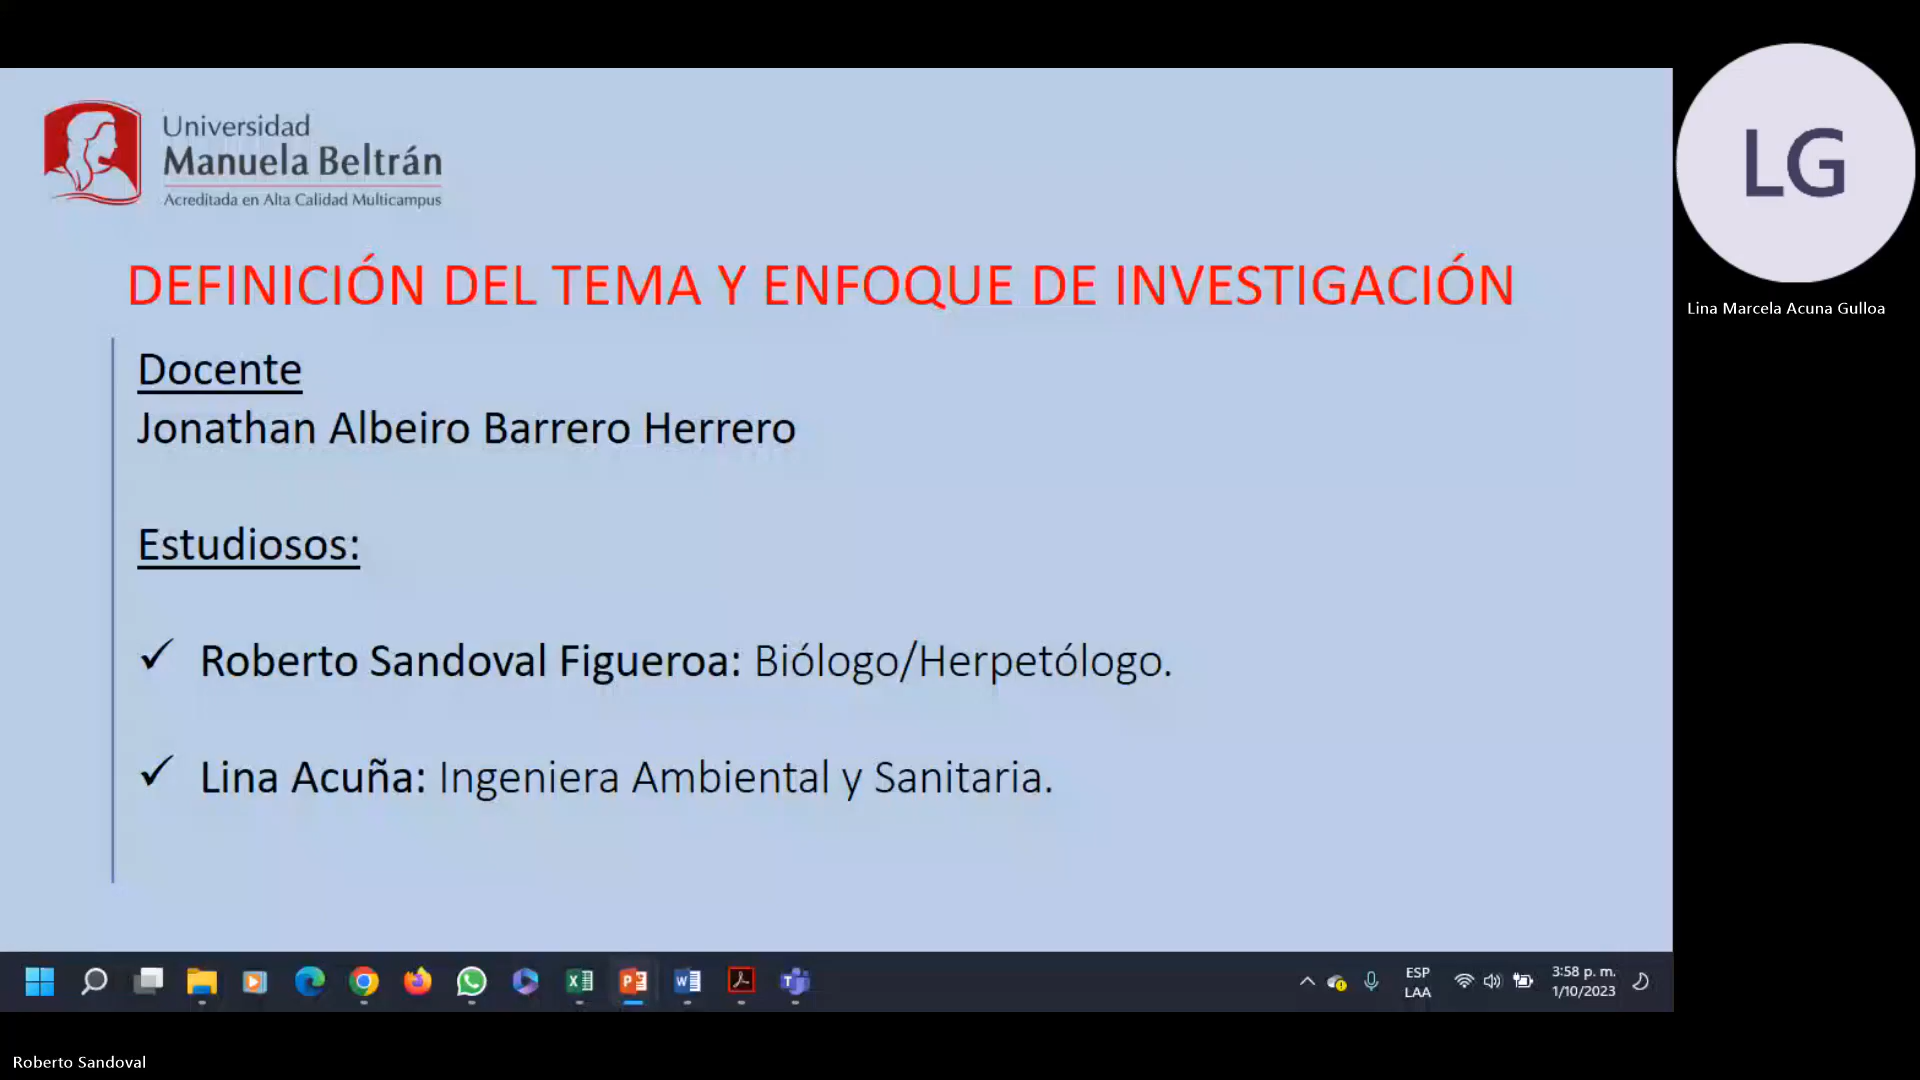 Universidad
Manuela Beltrán
Acreditada en Alta Calidad Multicampus
DEFINICIÓN DEL TEMA Y ENFOQUE DE INVESTIGACIÓN
Docente
Jonathan Albeiro Barrero Herrero
Estudiosos:
✓ Roberto Sandoval Figueroa: Biólogo/Herpetólogo.
✓ Lina Acuña: Ingeniera Ambiental y Sanitaria.
LG
Lina Marcela Acuna Gulloa
ESP
LAA
3:58 p. m.
1/10/2023
Roberto Sandoval